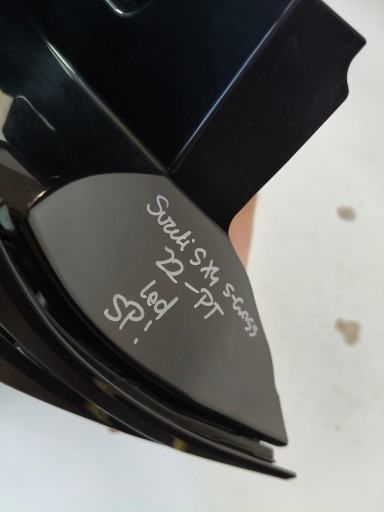 Suzuki SX4 S-Cross
22-PT
led
SP!